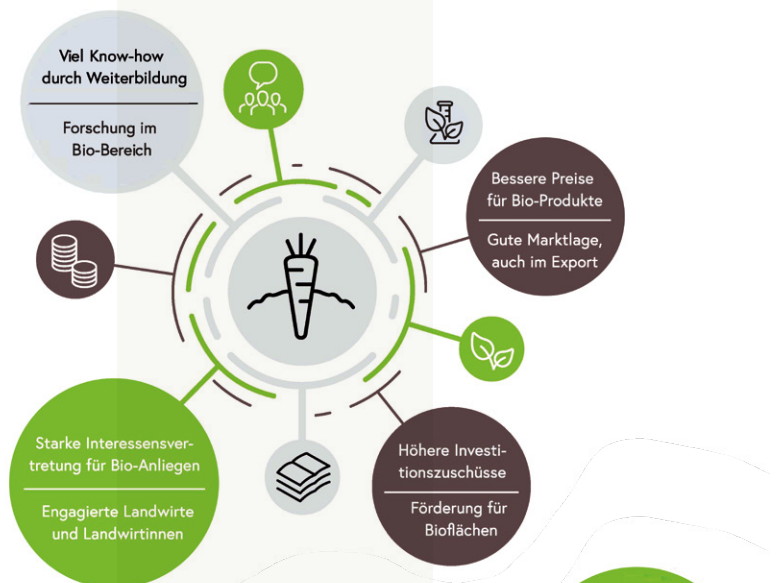 Viel Know-how
durch Weiterbildung
Forschung im
Bio-Bereich
Bessere Preise
für Bio-Produkte
Gute Marktlage,
auch im Export
Starke Interessensver-
tretung für Bio-Anliegen
Engagierte Landwirte
und Landwirtinnen
Höhere Investi-
tionszuschüsse
Förderung für
Bioflächen